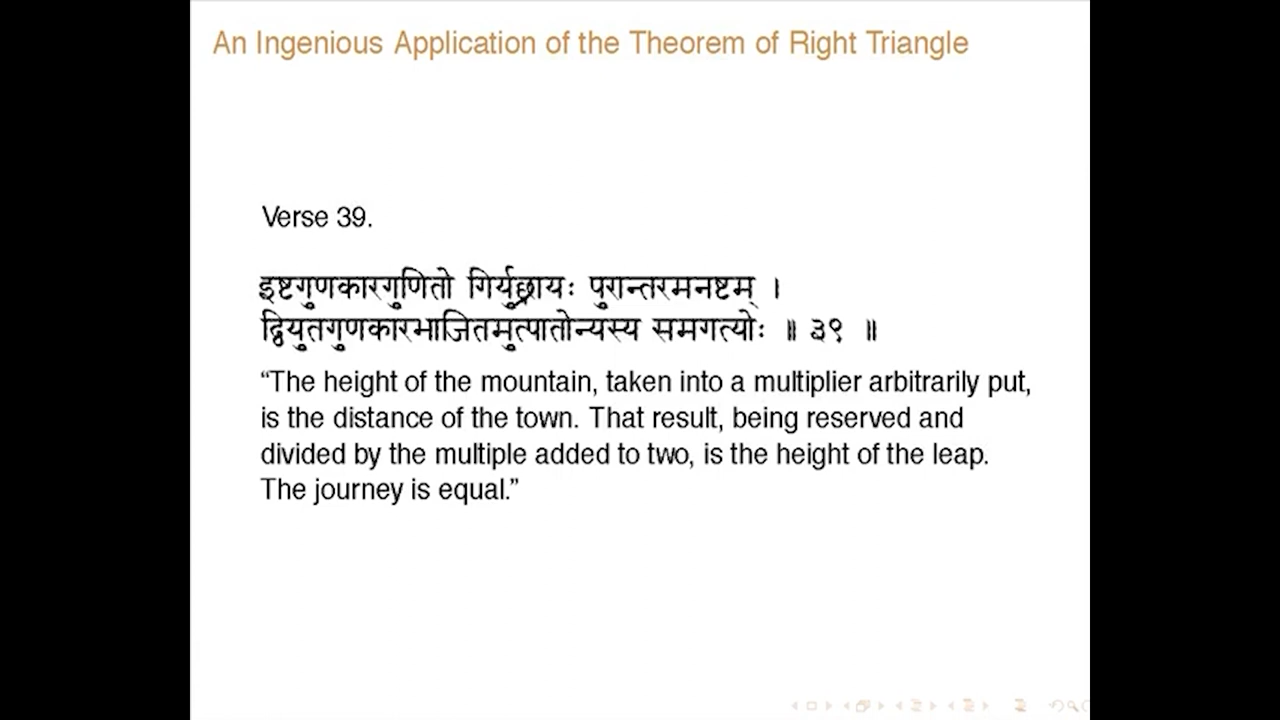 An Ingenious Application of the Theorem of Right Triangle
Verse 39.
इष्टगुणकारगुणितो गिर्युच्छ्रायः पुरान्तरमनष्टम् ।
द्वियुतगुणकारभाजितमुत्पातोन्यस्य समगत्योः ॥ ३९ ॥
“The height of the mountain, taken into a multiplier arbitrarily put,
is the distance of the town. That result, being reserved and
divided by the multiple added to two, is the height of the leap.
The journey is equal.”